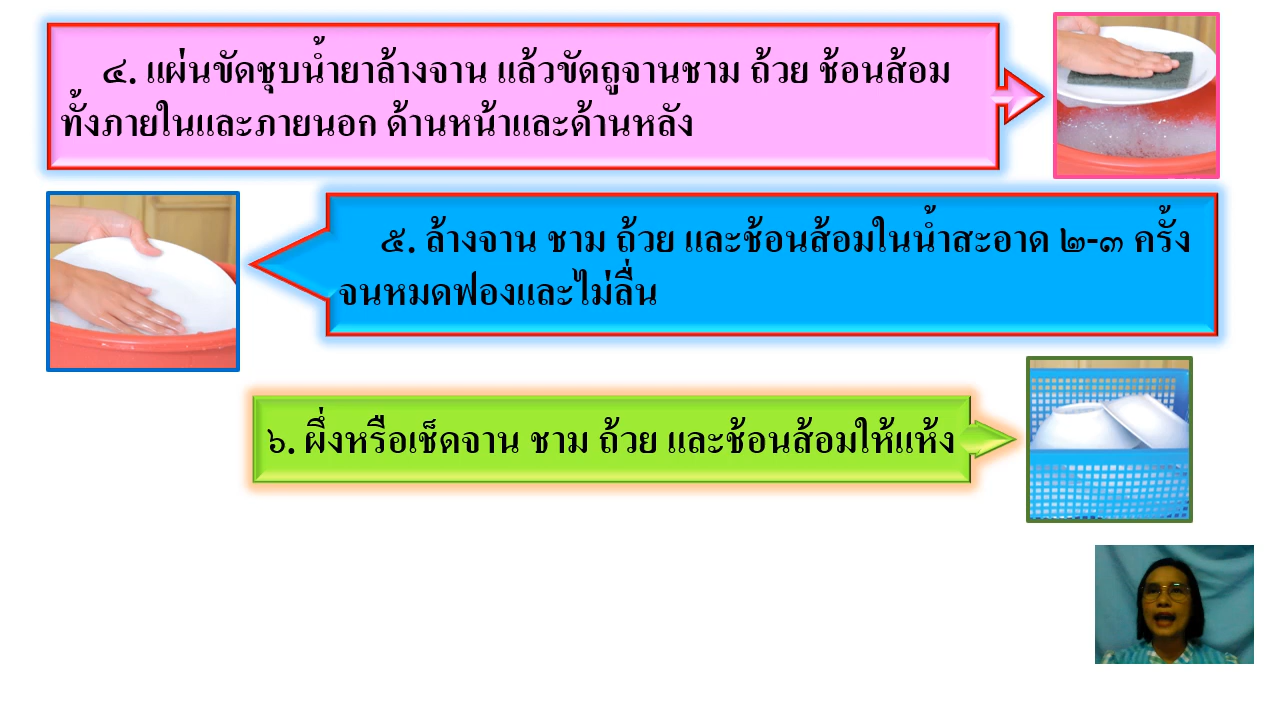 ๔. แผ่นขัดชุบน้ำยาล้างจาน แล้วขัดถูจานชาม ถ้วย ช้อนส้อม
ทั้งภายในและภายนอก ด้านหน้าและด้านหลัง
๕. ล้างจาน ชาม ถ้วย และช้อนส้อมในน้ำสะอาด ๒-๓ ครั้ง
จนหมดฟองและไม่ลื่น
๖. ผึ่งหรือเช็ดจาน ชาม ถ้วย และช้อนส้อมให้แห้ง